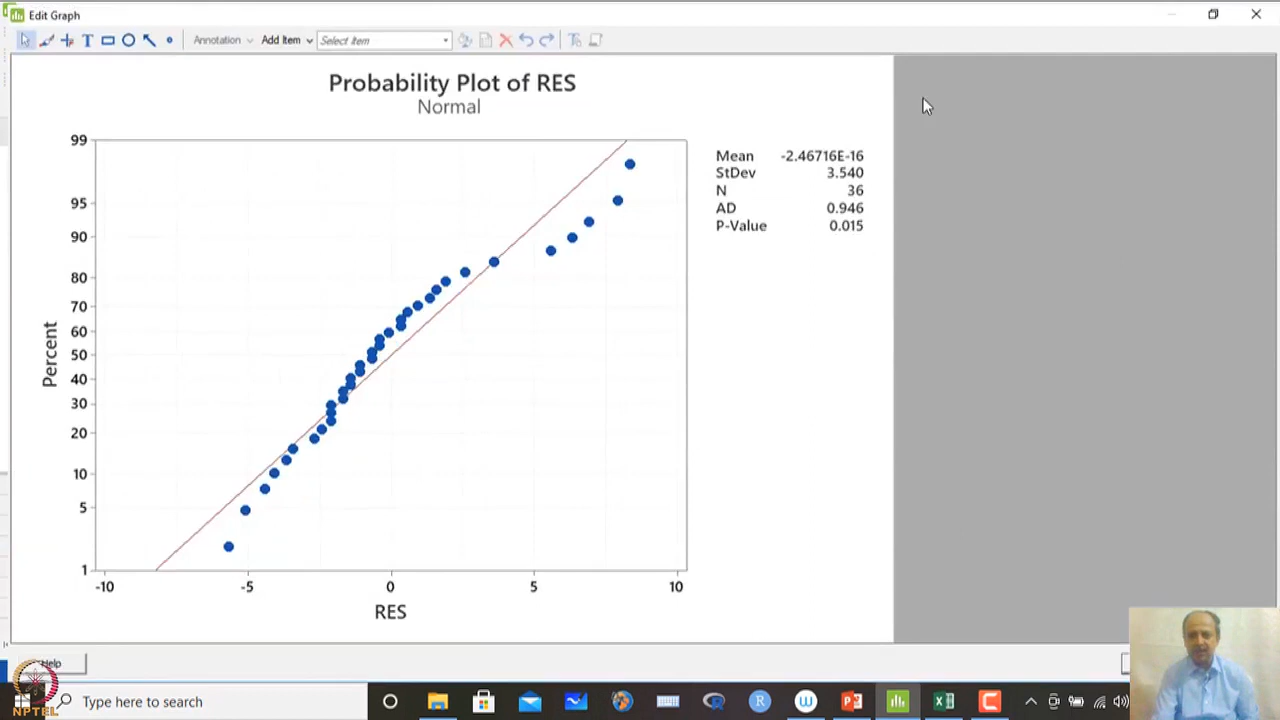 Edit Graph
T Annotation Add Item Select Item
Probability Plot of RES
Normal
99
95
90
80
70
60
50
40
30
20
10
5
1
Percent
-10 -5 0 5 10
RES
Mean -2.46716E-16
StDev 3.540
N 36
AD 0.946
P-Value 0.015
Help
NPTEL
Type here to search